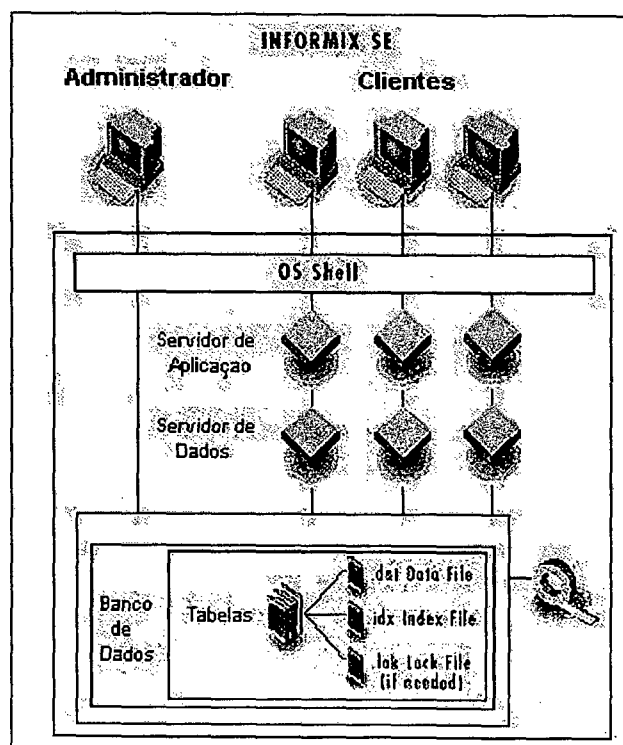 INFORMIX SE
Administrador
Clientes
OS Shell
Servidor de
Aplicaçao
Servidor de
Dados
Banco
de
Dados
Tabelas
dat Data File
idx Index File
lok Lock File
(if needed)